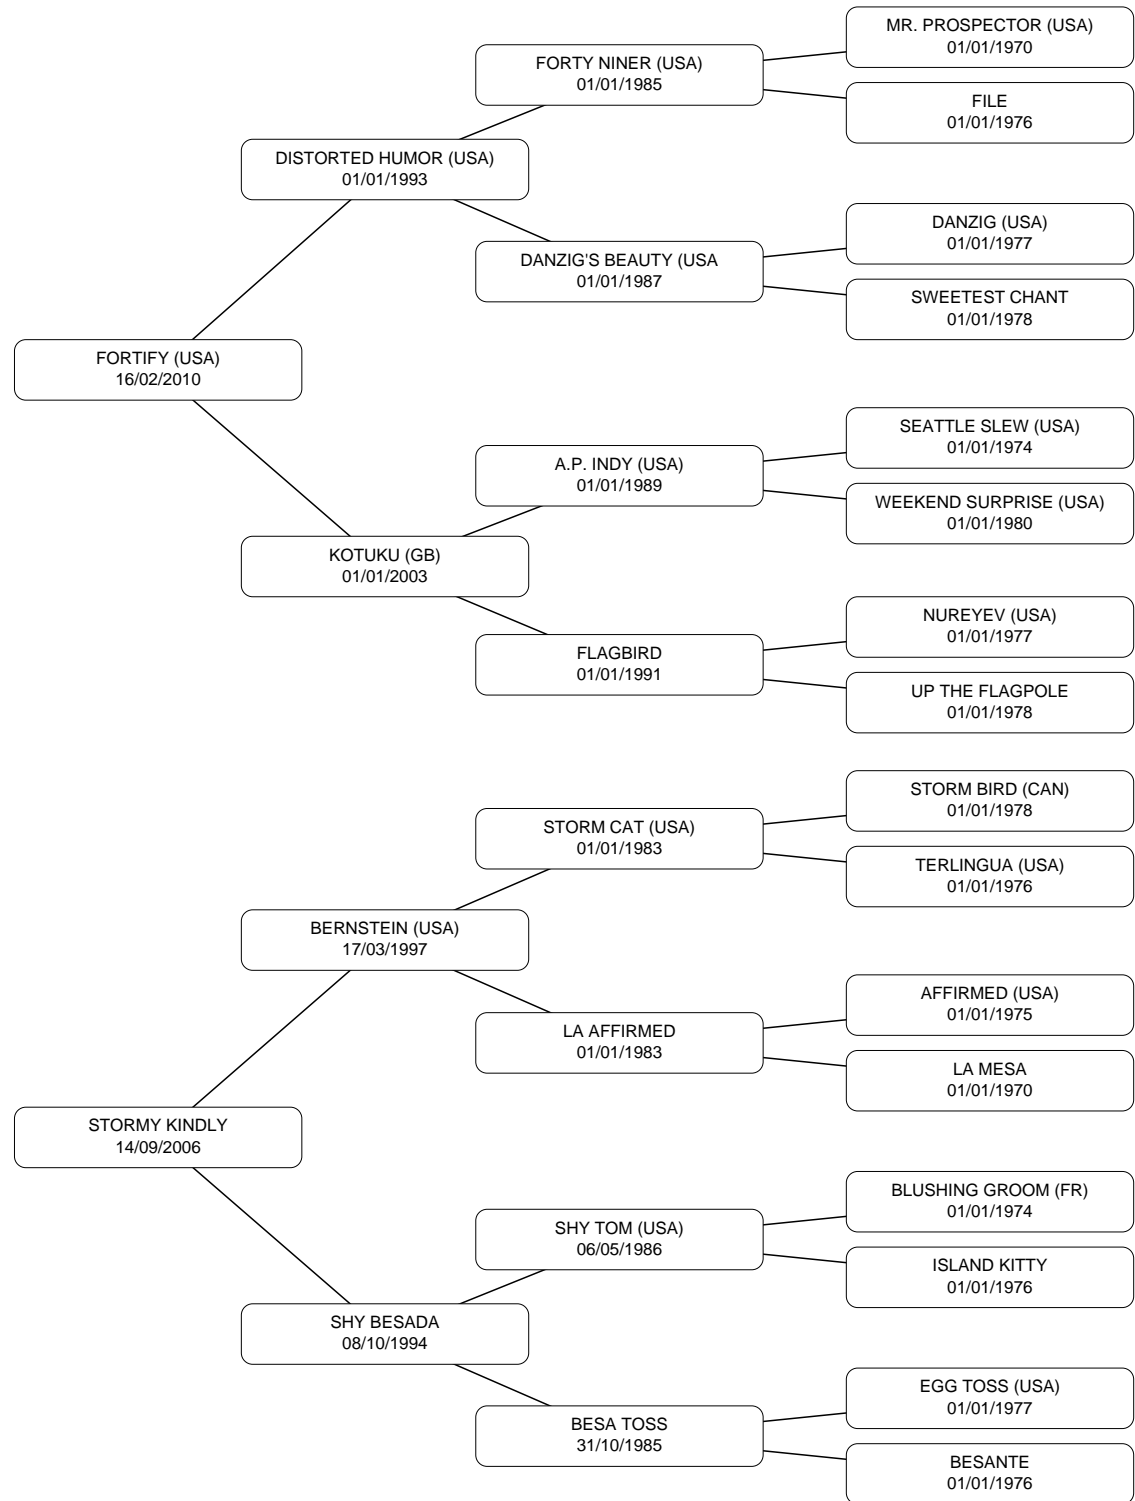 MR. PROSPECTOR (USA)
01/01/1970
FORTY NINER (USA)
01/01/1985
FILE
01/01/1976
DISTORTED HUMOR (USA)
01/01/1993
DANZIG (USA)
01/01/1977
DANZIG'S BEAUTY (USA
01/01/1987
SWEETEST CHANT
01/01/1978
FORTIFY (USA)
16/02/2010
SEATTLE SLEW (USA)
01/01/1974
A.P. INDY (USA)
01/01/1989
WEEKEND SURPRISE (USA)
01/01/1980
KOTUKU (GB)
01/01/2003
NUREYEV (USA)
01/01/1977
FLAGBIRD
01/01/1991
UP THE FLAGPOLE
01/01/1978
STORM BIRD (CAN)
01/01/1978
STORM CAT (USA)
01/01/1983
TERLINGUA (USA)
01/01/1976
BERNSTEIN (USA)
17/03/1997
AFFIRMED (USA)
01/01/1975
LA AFFIRMED
01/01/1983
LA MESA
01/01/1970
STORMY KINDLY
14/09/2006
BLUSHING GROOM (FR)
01/01/1974
SHY TOM (USA)
06/05/1986
ISLAND KITTY
01/01/1976
SHY BESADA
08/10/1994
EGG TOSS (USA)
01/01/1977
BESA TOSS
31/10/1985
BESANTE
01/01/1976